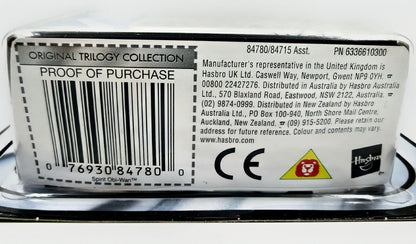 ORIGINAL TRILOGY COLLECTION
PROOF OF PURCHASE
0 76930 84780 0
Spirit Obi-Wan™
84780/84715 Asst. PN 6336610300
Manufacturer's representative in the United Kingdom is
Hasbro UK Ltd. Caswell Way, Newport, Gwent NP9 0YH. ☎
00800 22427276. Distributed in Australia by Hasbro Australia
Ltd., 570 Blaxland Road, Eastwood, NSW 2122, Australia. ☎
(02) 9874-0999. Distributed in New Zealand by Hasbro
Australia Ltd., PO Box 100-940, North Shore Mail Centre,
Auckland, New Zealand. ☎ (09) 915-5200. Please retain our
address for future reference. Colour and contents may vary.
www.hasbro.com.
CE
Hasbro